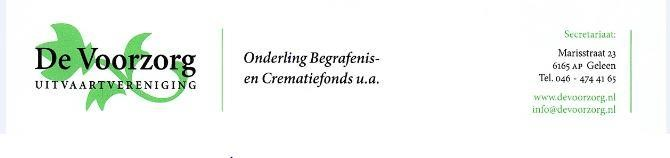 De Voorzorg
UITVAARTVERENIGING
Onderling Begrafenis-
en Crematiefonds u.a.
Secretariaat:
Marisstraat 23
6165 AP Geleen
Tel. 046 - 474 41 65
www.devoorzorg.nl
info@devoorzorg.nl